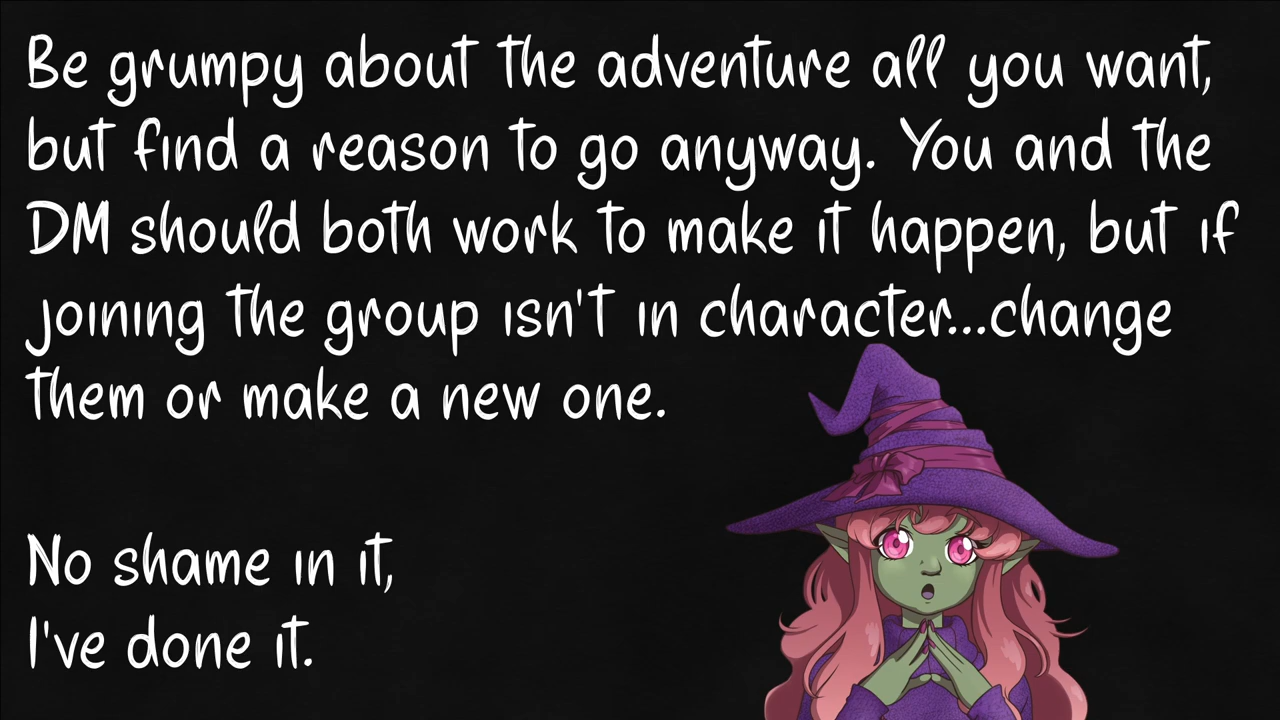 Be grumpy about the adventure all you want,
but find a reason to go anyway. You and the
DM should both work to make it happen, but if
joining the group isn't in character...change
them or make a new one.
No shame in it,
I've done it.